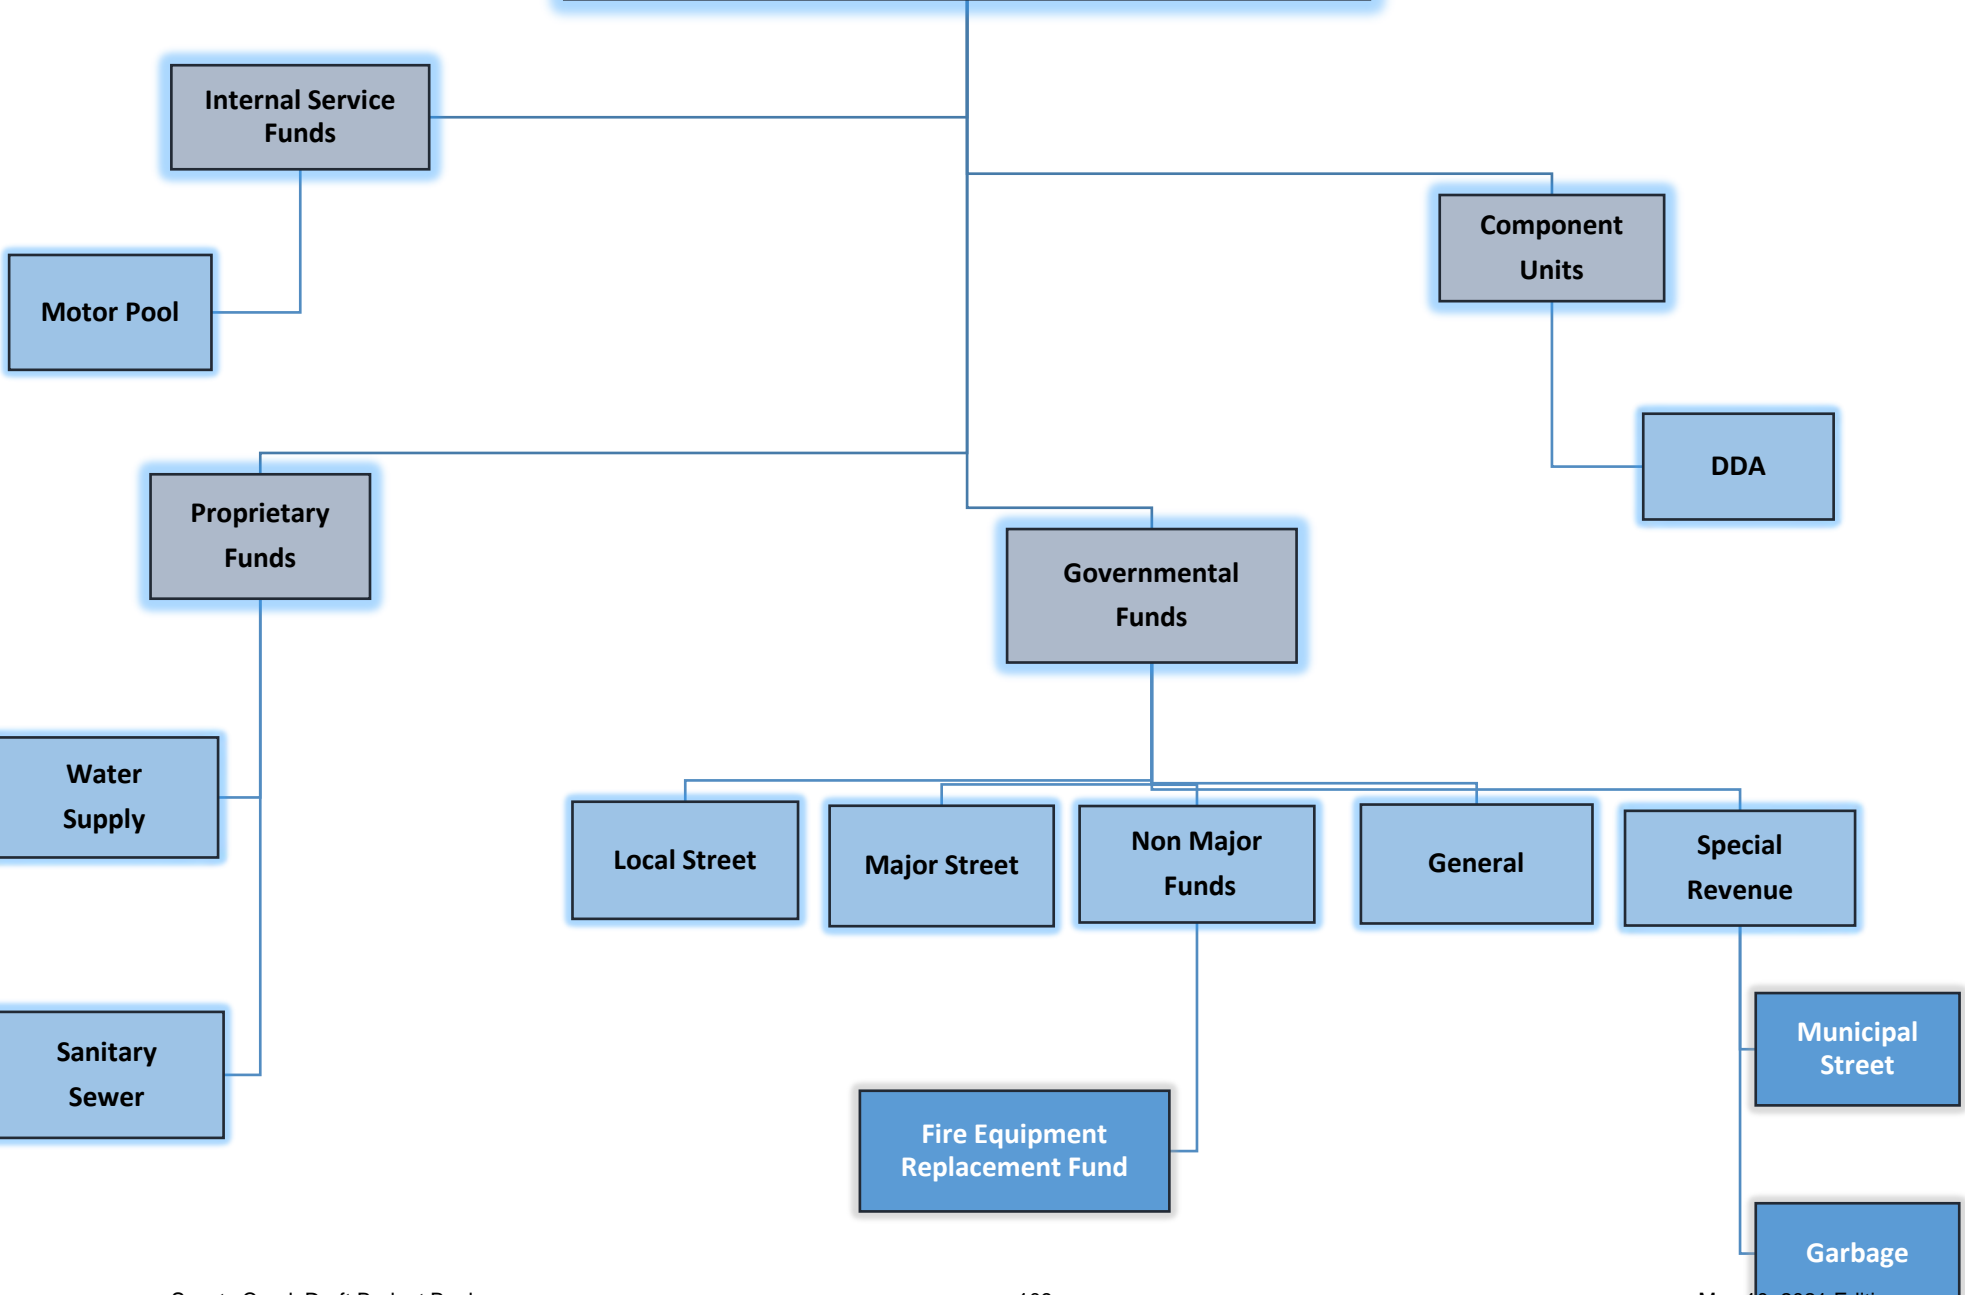 Internal Service
Funds
Component
Units
Motor Pool
DDA
Proprietary
Funds
Governmental
Funds
Water
Supply
Local Street
Major Street
Non Major
Funds
General
Special
Revenue
Sanitary
Sewer
Municipal
Street
Fire Equipment
Replacement Fund
Garbage